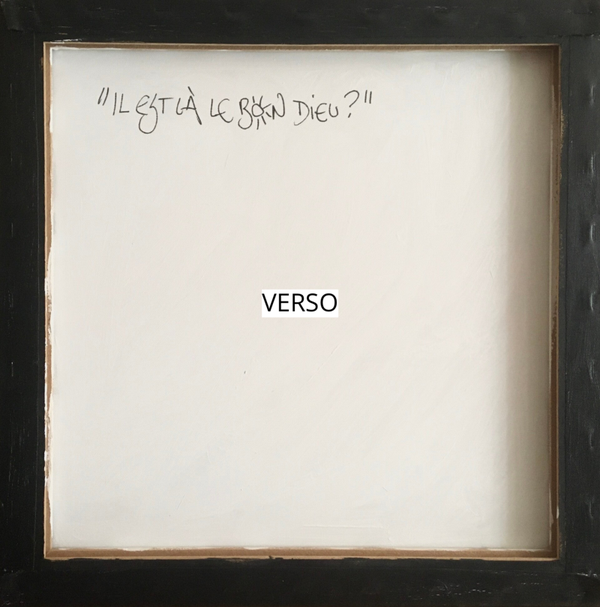 "IL EST LÀ LE BON DIEU?"
VERSO